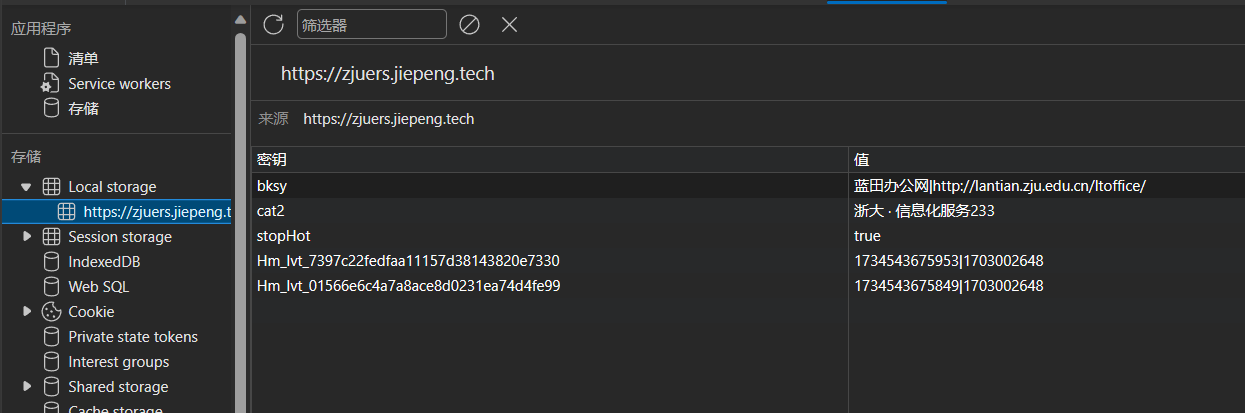 应用程序
清单
Service workers
存储
存储
Local storage
https://zjuers.jiepeng.t
Session storage
IndexedDB
Web SQL
Cookie
Private state tokens
Interest groups
Shared storage
Cache storage
筛选器
https://zjuers.jiepeng.tech
来源 https://zjuers.jiepeng.tech
密钥 值
bksy 蓝田办公网|http://lantian.zju.edu.cn/ltoffice/
cat2 浙大 · 信息化服务233
stopHot true
Hm_lvt_7397c22fedfaa11157d38143820e7330 1734543675953|1703002648
Hm_lvt_01566e6c4a7a8ace8d0231ea74d4fe99 1734543675849|1703002648